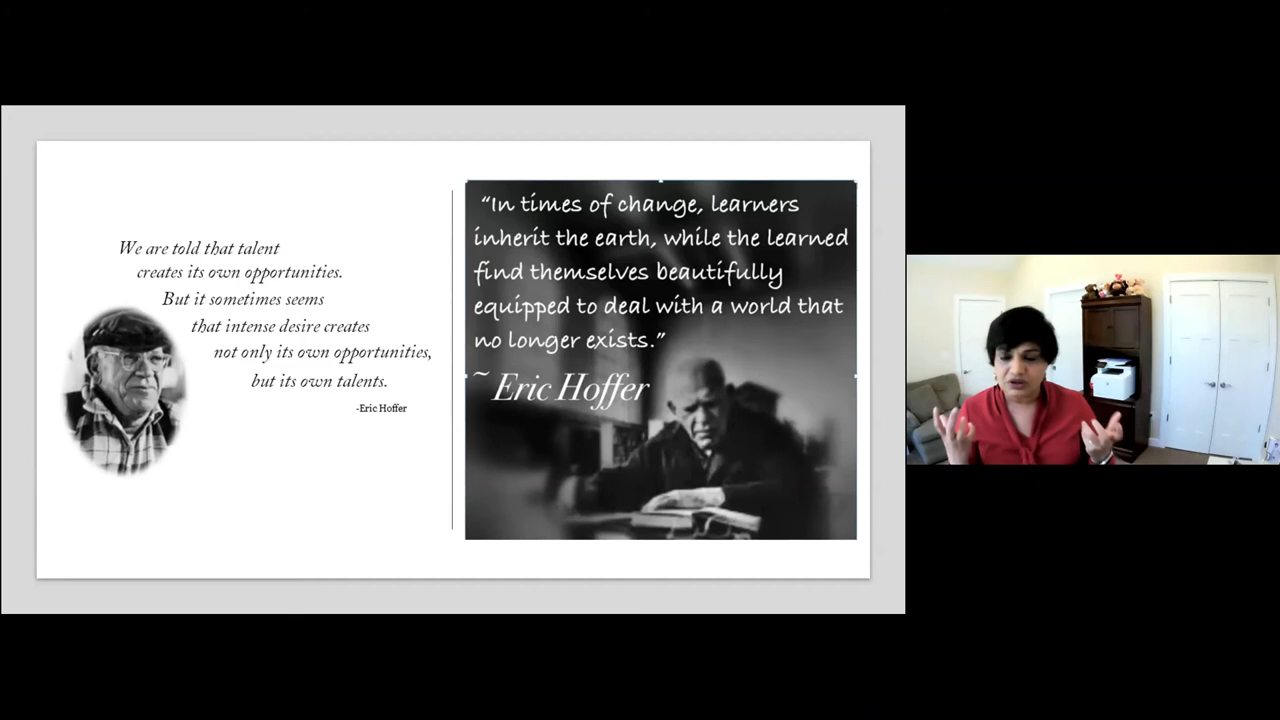 We are told that talent
creates its own opportunities.
But it sometimes seems
that intense desire creates
not only its own opportunities,
but its own talents.
-Eric Hoffer
“In times of change, learners
inherit the earth, while the learned
find themselves beautifully
equipped to deal with a world that
no longer exists.”
~ Eric Hoffer